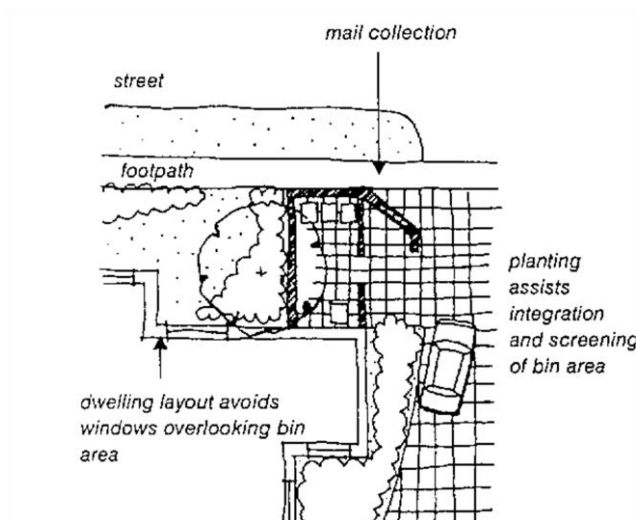 mail collection
street
footpath
planting
assists
integration
and screening
of bin area
dwelling layout avoids
windows overlooking bin
area